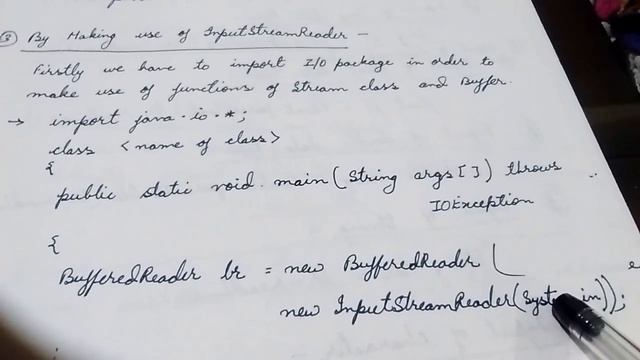 ② By Making use of InputStreamReader -
Firstly we have to import I/O package in order to
make use of functions of Stream class and Buffer.
→ import java.io.*;
class <name of class>
{
public static void main(String args[]) throws
IOException
{
BufferedReader br = new BufferedReader (
new InputStreamReader(System.in));